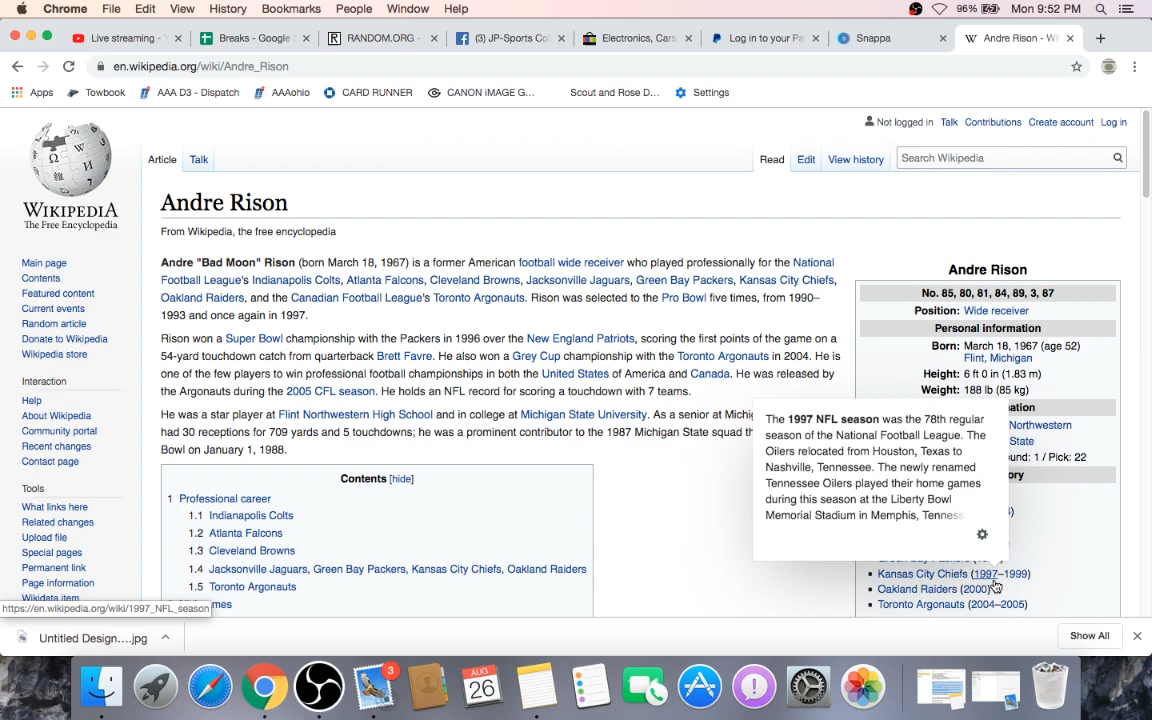 Chrome File Edit View History Bookmarks People Window Help 96% Mon 9:52 PM
Live streaming - Breaks - Google RANDOM.ORG - (3) JP-Sports Co Electronics, Cars Log in to your Pa Snappa Andre Rison - Wi
en.wikipedia.org/wiki/Andre_Rison
Apps Towbook AAA D3 - Dispatch AAAohio CARD RUNNER CANON iMAGE G... Scout and Rose D... Settings
Not logged in Talk Contributions Create account Log in
Article Talk Read Edit View history Search Wikipedia
WIKIPEDIA
The Free Encyclopedia
Main page
Contents
Featured content
Current events
Random article
Donate to Wikipedia
Wikipedia store
Interaction
Help
About Wikipedia
Community portal
Recent changes
Contact page
Tools
What links here
Related changes
Upload file
Special pages
Permanent link
Page information
Wikidata item
https://en.wikipedia.org/wiki/1997_NFL_season
Andre Rison
From Wikipedia, the free encyclopedia
Andre "Bad Moon" Rison (born March 18, 1967) is a former American football wide receiver who played professionally for the National
Football League's Indianapolis Colts, Atlanta Falcons, Cleveland Browns, Jacksonville Jaguars, Green Bay Packers, Kansas City Chiefs,
Oakland Raiders, and the Canadian Football League's Toronto Argonauts. Rison was selected to the Pro Bowl five times, from 1990–
1993 and once again in 1997.
Rison won a Super Bowl championship with the Packers in 1996 over the New England Patriots, scoring the first points of the game on a
54-yard touchdown catch from quarterback Brett Favre. He also won a Grey Cup championship with the Toronto Argonauts in 2004. He is
one of the few players to win professional football championships in both the United States of America and Canada. He was released by
the Argonauts during the 2005 CFL season. He holds an NFL record for scoring a touchdown with 7 teams.
He was a star player at Flint Northwestern High School and in college at Michigan State University. As a senior at Michig
had 30 receptions for 709 yards and 5 touchdowns; he was a prominent contributor to the 1987 Michigan State squad th
Bowl on January 1, 1988.
Contents [hide]
1 Professional career
1.1 Indianapolis Colts
1.2 Atlanta Falcons
1.3 Cleveland Browns
1.4 Jacksonville Jaguars, Green Bay Packers, Kansas City Chiefs, Oakland Raiders
1.5 Toronto Argonauts
Andre Rison
No. 85, 80, 81, 84, 89, 3, 87
Position: Wide receiver
Personal information
Born: March 18, 1967 (age 52)
Flint, Michigan
Height: 6 ft 0 in (1.83 m)
Weight: 188 lb (85 kg)
ation
Northwestern
State
und: 1 / Pick: 22
ory
The 1997 NFL season was the 78th regular
season of the National Football League. The
Oilers relocated from Houston, Texas to
Nashville, Tennessee. The newly renamed
Tennessee Oilers played their home games
during this season at the Liberty Bowl
Memorial Stadium in Memphis, Tenness
Kansas City Chiefs (1997–1999)
Oakland Raiders (2000)
Toronto Argonauts (2004–2005)
Untitled Design....jpg Show All
3
AUG
26